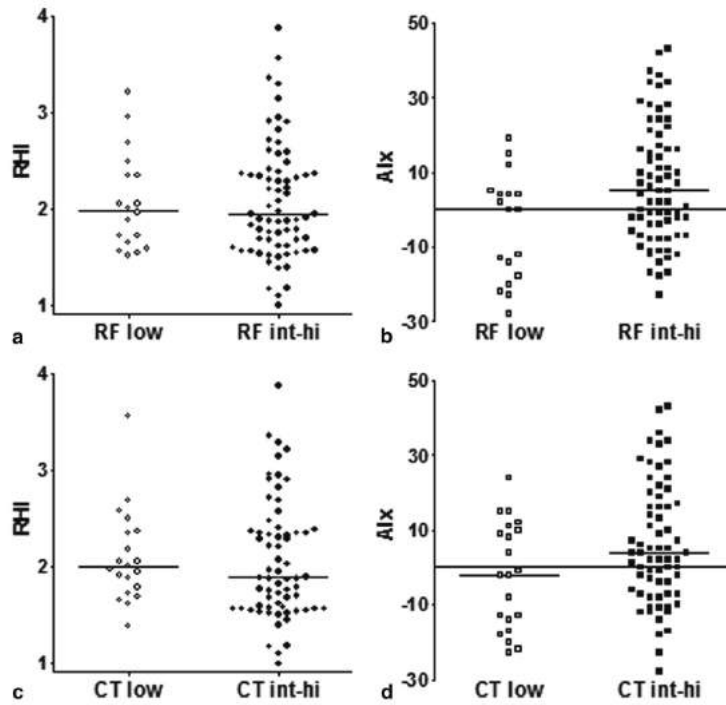 4
3
2
1
RHI
RF low RF int-hi
a
50
30
10
-10
-30
AIx
RF low RF int-hi
b
4
3
2
1
RHI
CT low CT int-hi
c
50
30
10
-10
-30
AIx
CT low CT int-hi
d